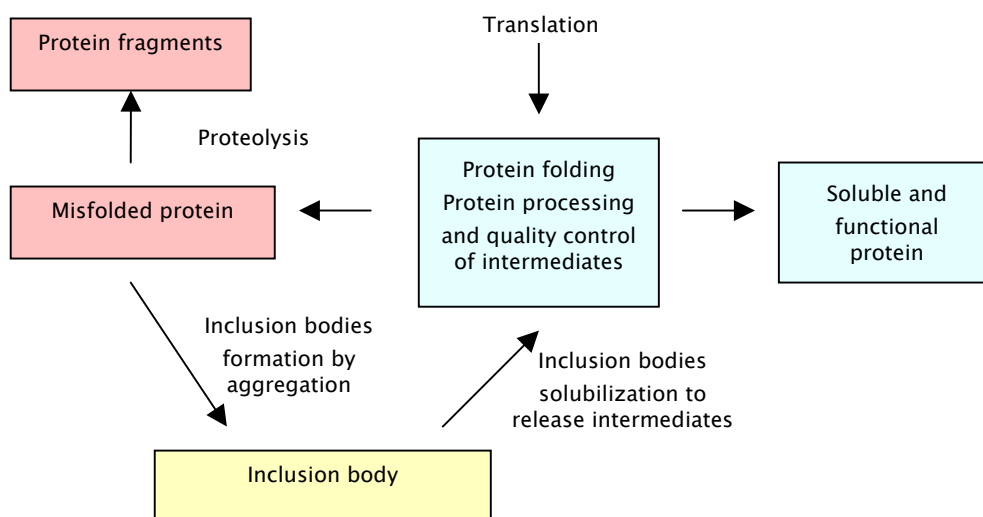 Translation
Protein fragments
Proteolysis
Protein folding
Protein processing
and quality control
of intermediates
Misfolded protein
Soluble and
functional
protein
Inclusion bodies
formation by
aggregation
Inclusion bodies
solubilization to
release intermediates
Inclusion body